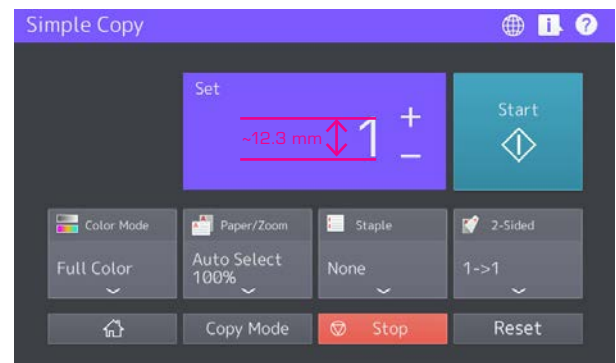 Simple Copy
i
?
Set
~12.3 mm
1
+
−
Start
Color Mode
Paper/Zoom
Staple
2-Sided
Full Color
Auto Select
100%
None
1->1
Copy Mode
Stop
Reset